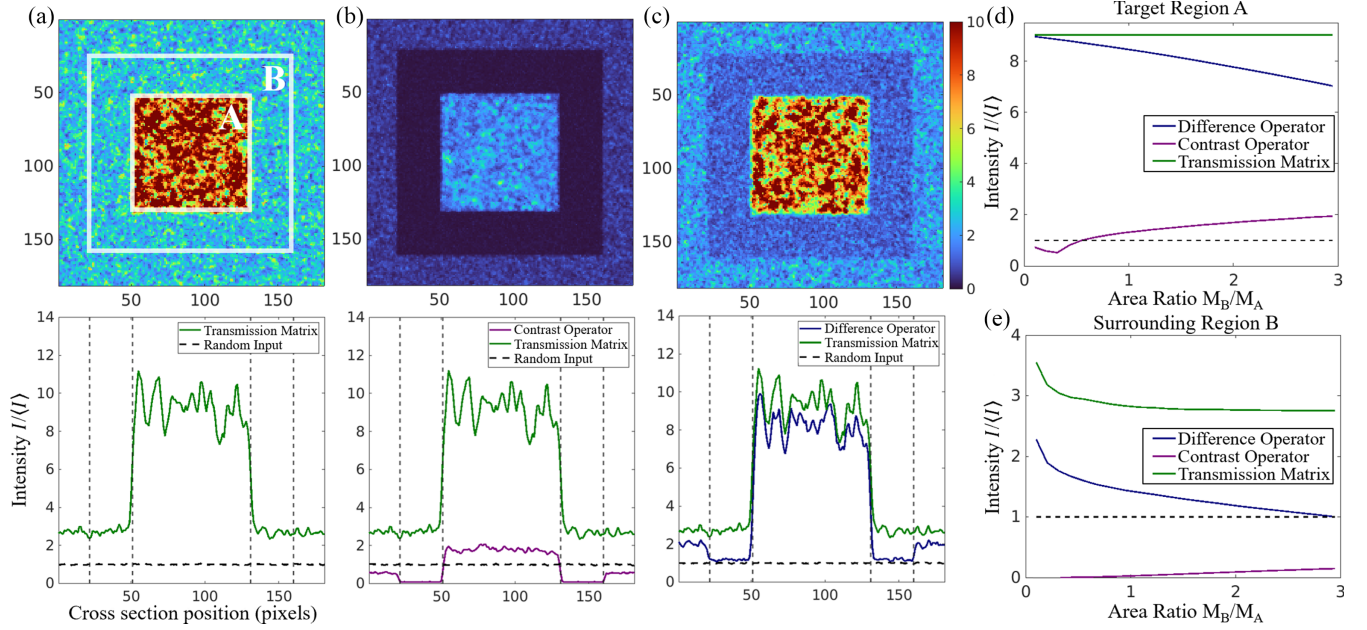 (a)
B
A
50
100
150
50
100
150
(b)
50
100
150
(c)
10
8
6
4
2
0
50
100
150
(d)
Target Region A
Intensity I/⟨I⟩
8
6
4
2
0
Difference Operator
Contrast Operator
Transmission Matrix
0
1
2
3
Area Ratio M_B/M_A
Intensity I/⟨I⟩
14
12
10
8
6
4
2
0
Transmission Matrix
Random Input
50
100
150
Cross section position (pixels)
14
12
10
8
6
4
2
0
Contrast Operator
Transmission Matrix
Random Input
50
100
150
14
12
10
8
6
4
2
0
Difference Operator
Transmission Matrix
Random Input
50
100
150
(e)
Surrounding Region B
Intensity I/⟨I⟩
4
3
2
1
0
Difference Operator
Contrast Operator
Transmission Matrix
0
1
2
3
Area Ratio M_B/M_A